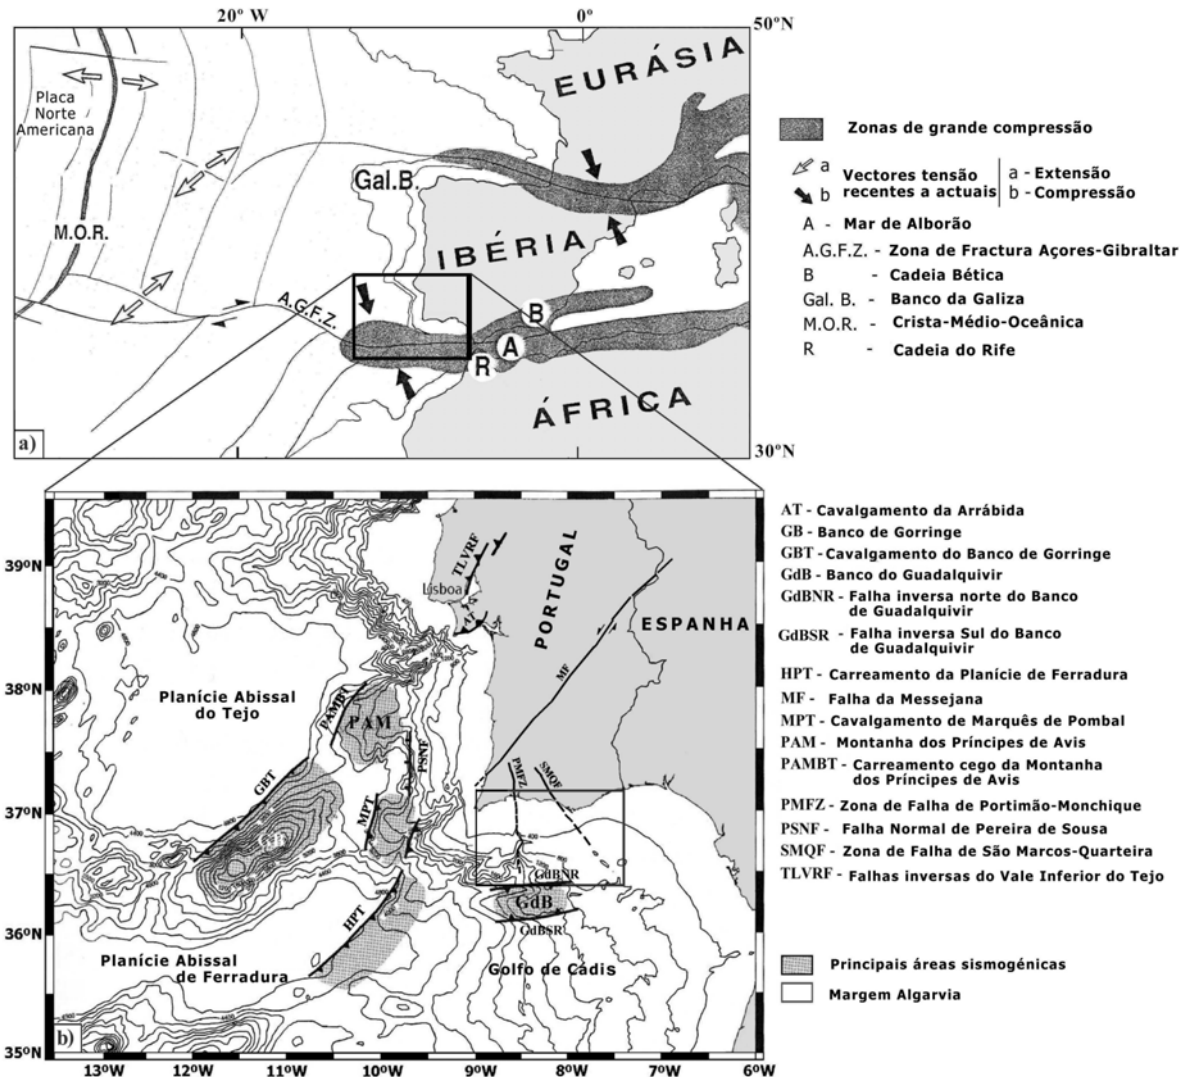 20° W
0°
50°N
EURÁSIA
Placa
Norte
Americana
Gal.B.
M.O.R.
IBÉRIA
A.G.F.Z.
B
A
R
ÁFRICA
a)
30°N
Zonas de grande compressão
a
Vectores tensão
recentes a actuais
b
a - Extensão
b - Compressão
A - Mar de Alborão
A.G.F.Z. - Zona de Fractura Açores-Gibraltar
B - Cadeia Bética
Gal. B. - Banco da Galiza
M.O.R. - Crista-Médio-Oceânica
R - Cadeia do Rife
39°N
38°N
37°N
36°N
35°N
TLVRF
Lisboa
AT
PORTUGAL
ESPANHA
MF
Planície Abissal
do Tejo
PAMBT
PAM
PSNF
GBT
MPT
PMFZ
SMQF
HPT
GdBNR
GdB
GdBSR
Planície Abissal
de Ferradura
Golfo de Cádis
b)
13°W
12°W
11°W
10°W
9°W
8°W
7°W
6°W
AT - Cavalgamento da Arrábida
GB - Banco de Gorringe
GBT - Cavalgamento do Banco de Gorringe
GdB - Banco do Guadalquivir
GdBNR - Falha inversa norte do Banco
de Guadalquivir
GdBSR - Falha inversa Sul do Banco
de Guadalquivir
HPT - Carreamento da Planície de Ferradura
MF - Falha da Messejana
MPT - Cavalgamento de Marquês de Pombal
PAM - Montanha dos Príncipes de Avis
PAMBT - Carreamento cego da Montanha
dos Príncipes de Avis
PMFZ - Zona de Falha de Portimão-Monchique
PSNF - Falha Normal de Pereira de Sousa
SMQF - Zona de Falha de São Marcos-Quarteira
TLVRF - Falhas inversas do Vale Inferior do Tejo
Principais áreas sismogénicas
Margem Algarvia